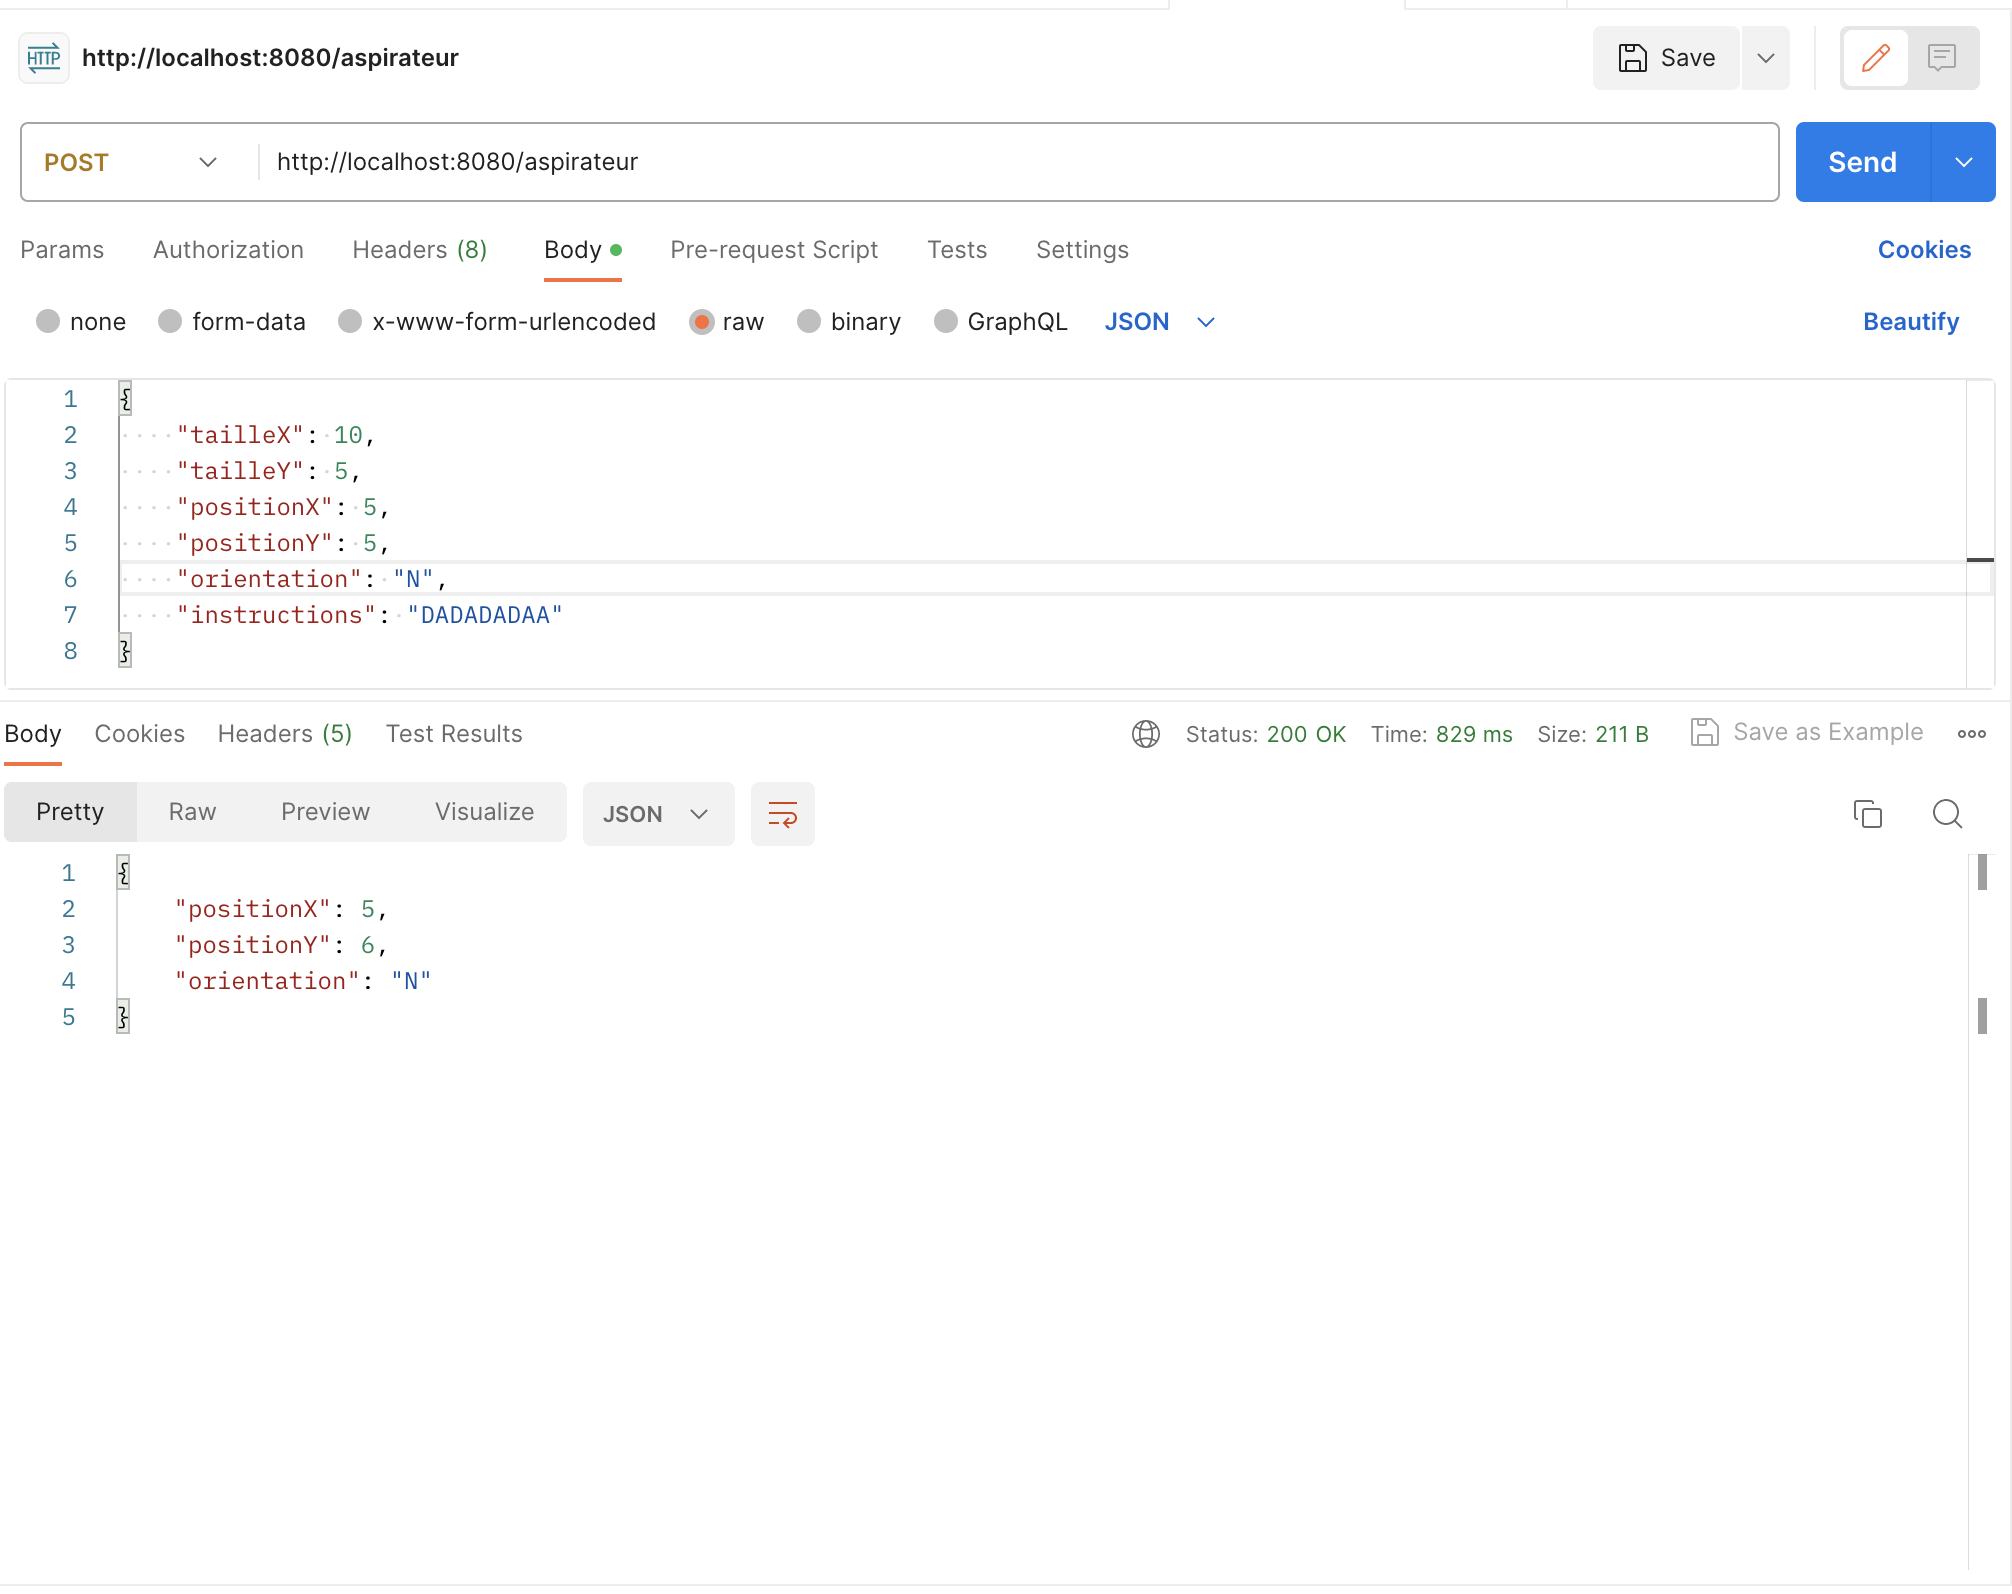 HTTP http://localhost:8080/aspirateur Save
POST http://localhost:8080/aspirateur Send
Params Authorization Headers (8) Body Pre-request Script Tests Settings Cookies
none form-data x-www-form-urlencoded raw binary GraphQL JSON Beautify
1 {
2 "tailleX": 10,
3 "tailleY": 5,
4 "positionX": 5,
5 "positionY": 5,
6 "orientation": "N",
7 "instructions": "DADADADAA"
8 }
Body Cookies Headers (5) Test Results Status: 200 OK Time: 829 ms Size: 211 B Save as Example
Pretty Raw Preview Visualize JSON
1 {
2 "positionX": 5,
3 "positionY": 6,
4 "orientation": "N"
5 }